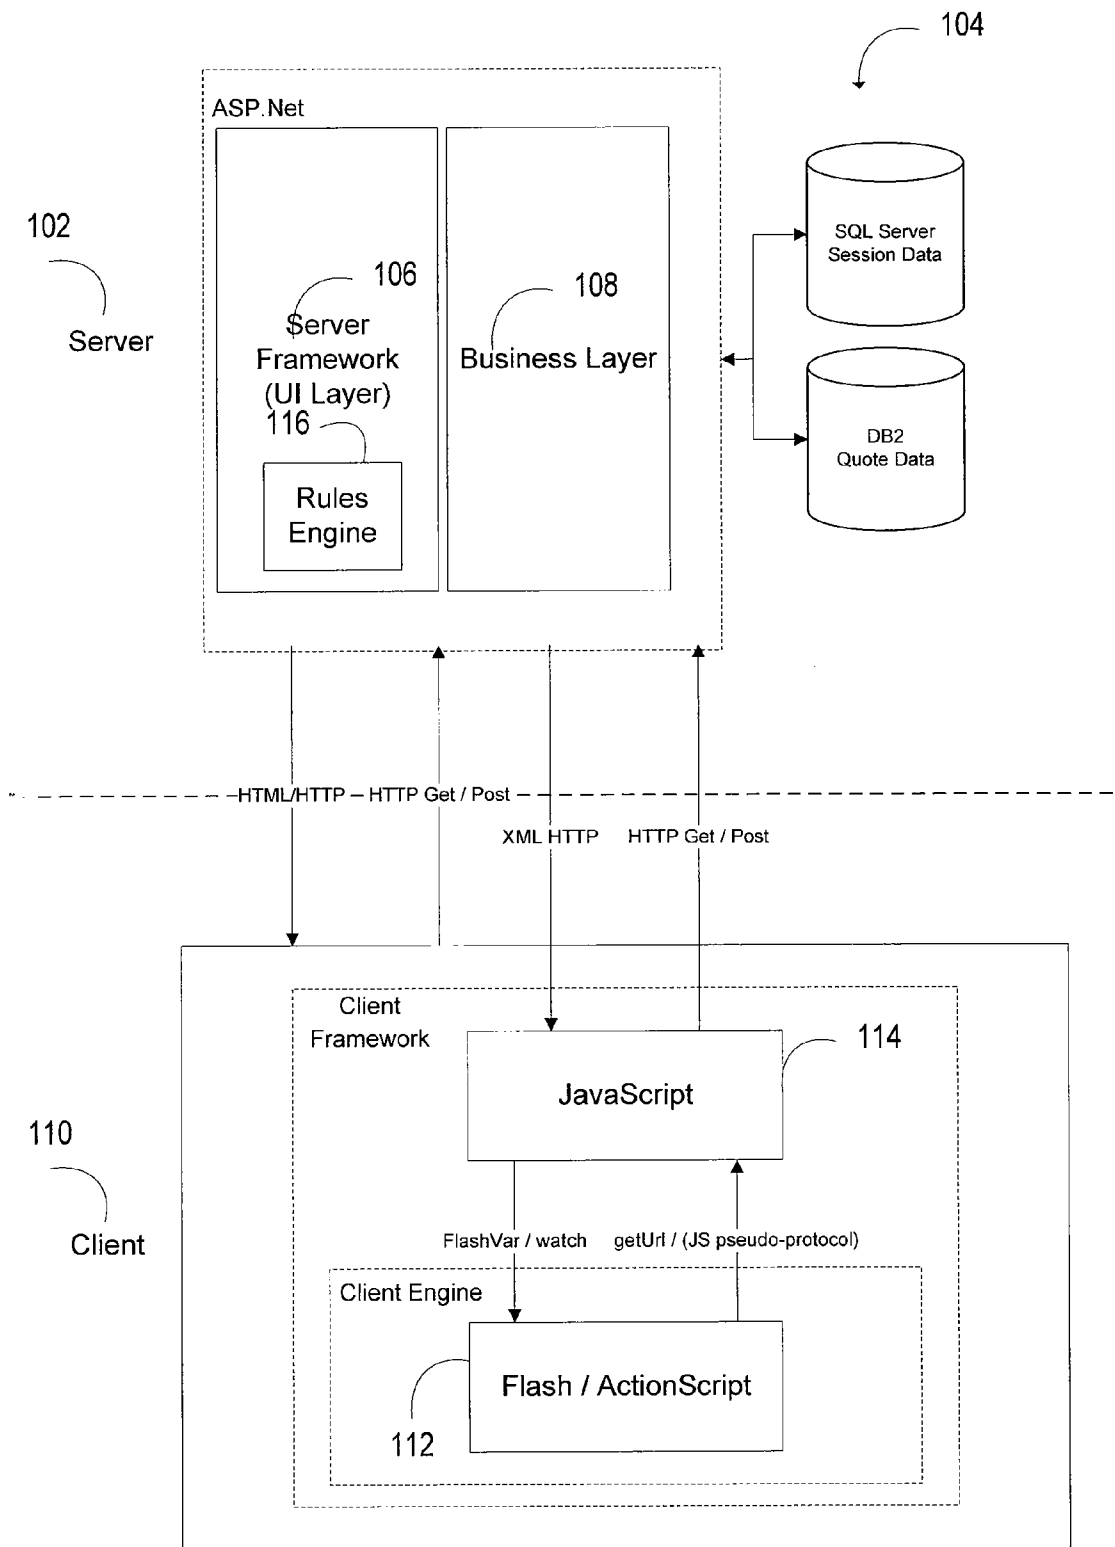 104
ASP.Net
SQL Server
Session Data
102
106
108
Server
Server
Framework
(UI Layer)
Business Layer
116
DB2
Quote Data
Rules
Engine
HTML/HTTP
HTTP Get / Post
XML HTTP
HTTP Get / Post
Client
Framework
114
JavaScript
110
Client
FlashVar / watch
getUrl / (JS pseudo-protocol)
Client Engine
Flash / ActionScript
112